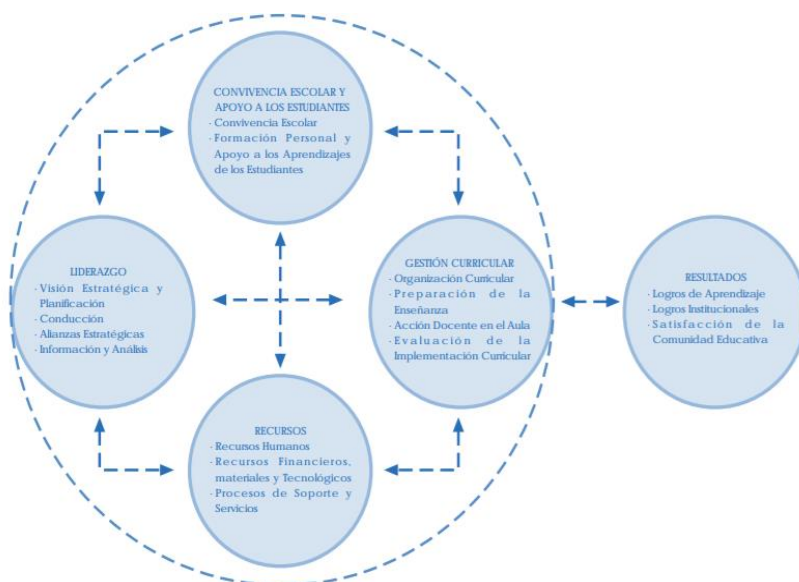 CONVIVENCIA ESCOLAR Y
APOYO A LOS ESTUDIANTES
· Convivencia Escolar
· Formación Personal y
Apoyo a los Aprendizajes
de los Estudiantes
LIDERAZGO
· Visión Estratégica y
Planificación
· Conducción
· Alianzas Estratégicas
· Información y Análisis
GESTIÓN CURRICULAR
· Organización Curricular
· Preparación de la
Enseñanza
· Acción Docente en el Aula
· Evaluación de la
Implementación Curricular
RESULTADOS
· Logros de Aprendizaje
· Logros Institucionales
· Satisfacción de la
Comunidad Educativa
RECURSOS
· Recursos Humanos
· Recursos Financieros,
materiales y Tecnológicos
· Procesos de Soporte y
Servicios